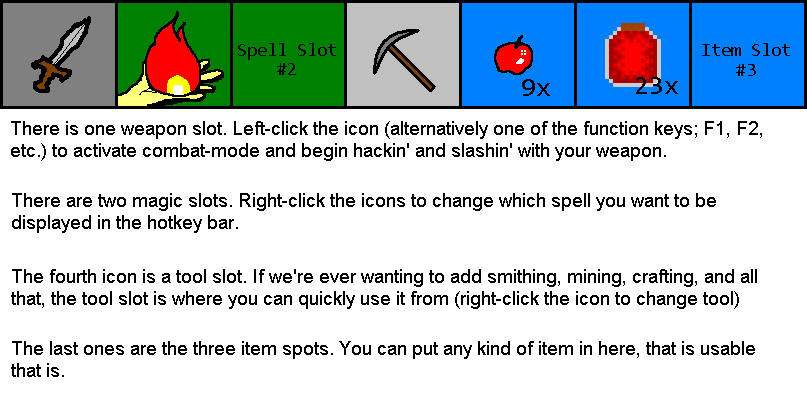 Spell Slot
#2
9x
23x
Item Slot
#3
There is one weapon slot. Left-click the icon (alternatively one of the function keys; F1, F2,
etc.) to activate combat-mode and begin hackin' and slashin' with your weapon.
There are two magic slots. Right-click the icons to change which spell you want to be
displayed in the hotkey bar.
The fourth icon is a tool slot. If we're ever wanting to add smithing, mining, crafting, and all
that, the tool slot is where you can quickly use it from (right-click the icon to change tool)
The last ones are the three item spots. You can put any kind of item in here, that is usable
that is.